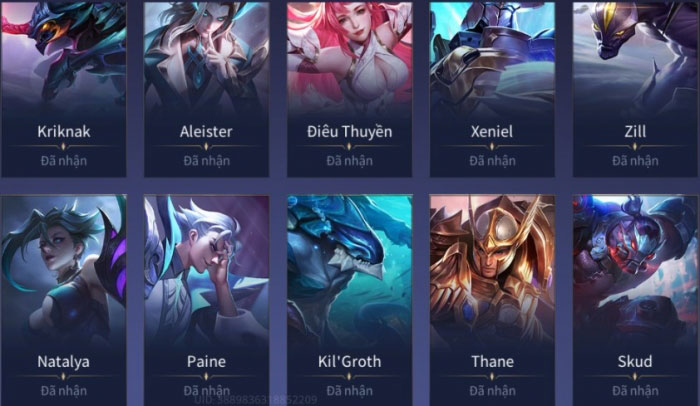 Kriknak Aleister Điêu Thuyền Xeniel Zill
Đã nhận Đã nhận Đã nhận Đã nhận Đã nhận
Natalya Paine Kil'Groth Thane Skud
Đã nhận Đã nhận Đã nhận Đã nhận Đã nhận
UID: